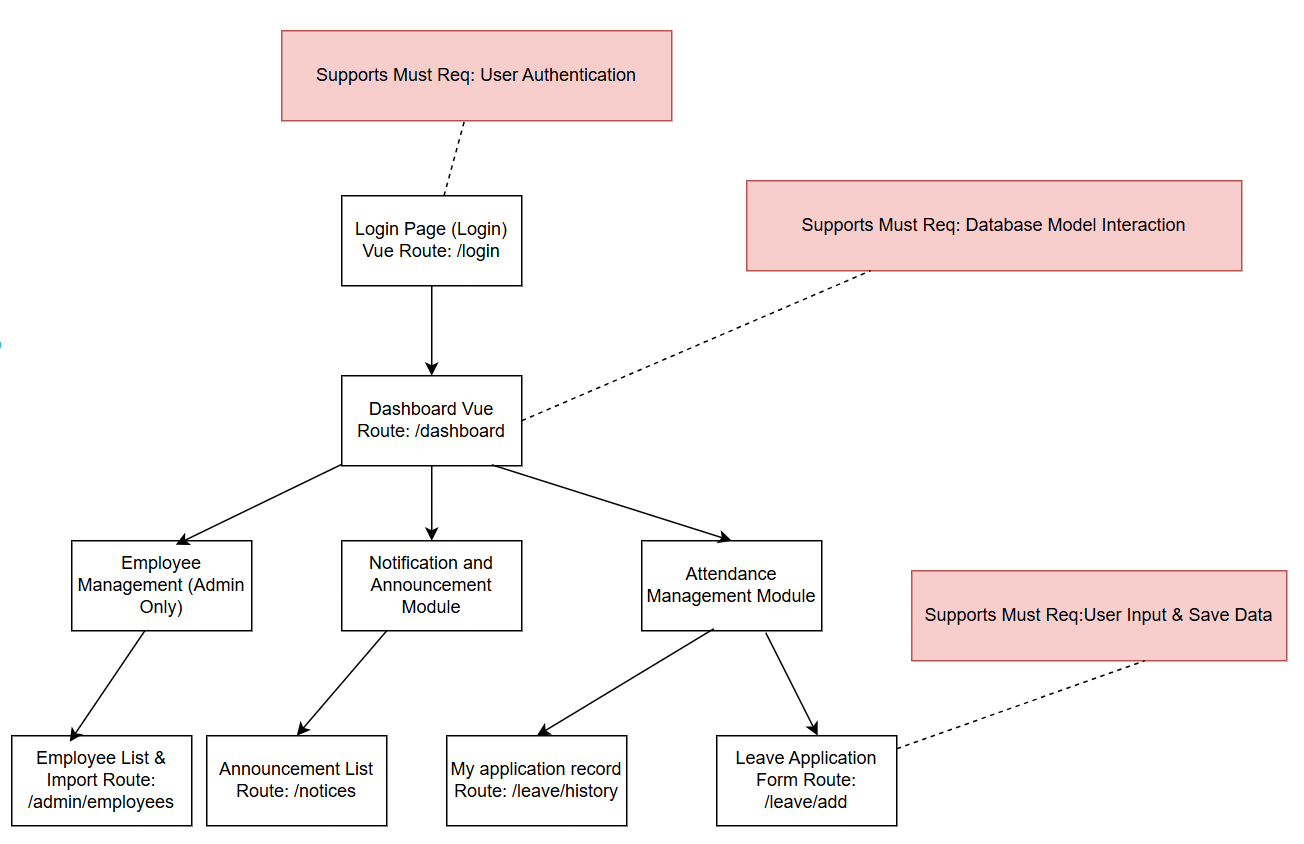 Supports Must Req: User Authentication
Supports Must Req: Database Model Interaction
Login Page (Login)
Vue Route: /login
Dashboard Vue
Route: /dashboard
Employee
Management (Admin
Only)
Notification and
Announcement
Module
Attendance
Management Module
Supports Must Req:User Input & Save Data
Employee List &
Import Route:
/admin/employees
Announcement List
Route: /notices
My application record
Route: /leave/history
Leave Application
Form Route:
/leave/add